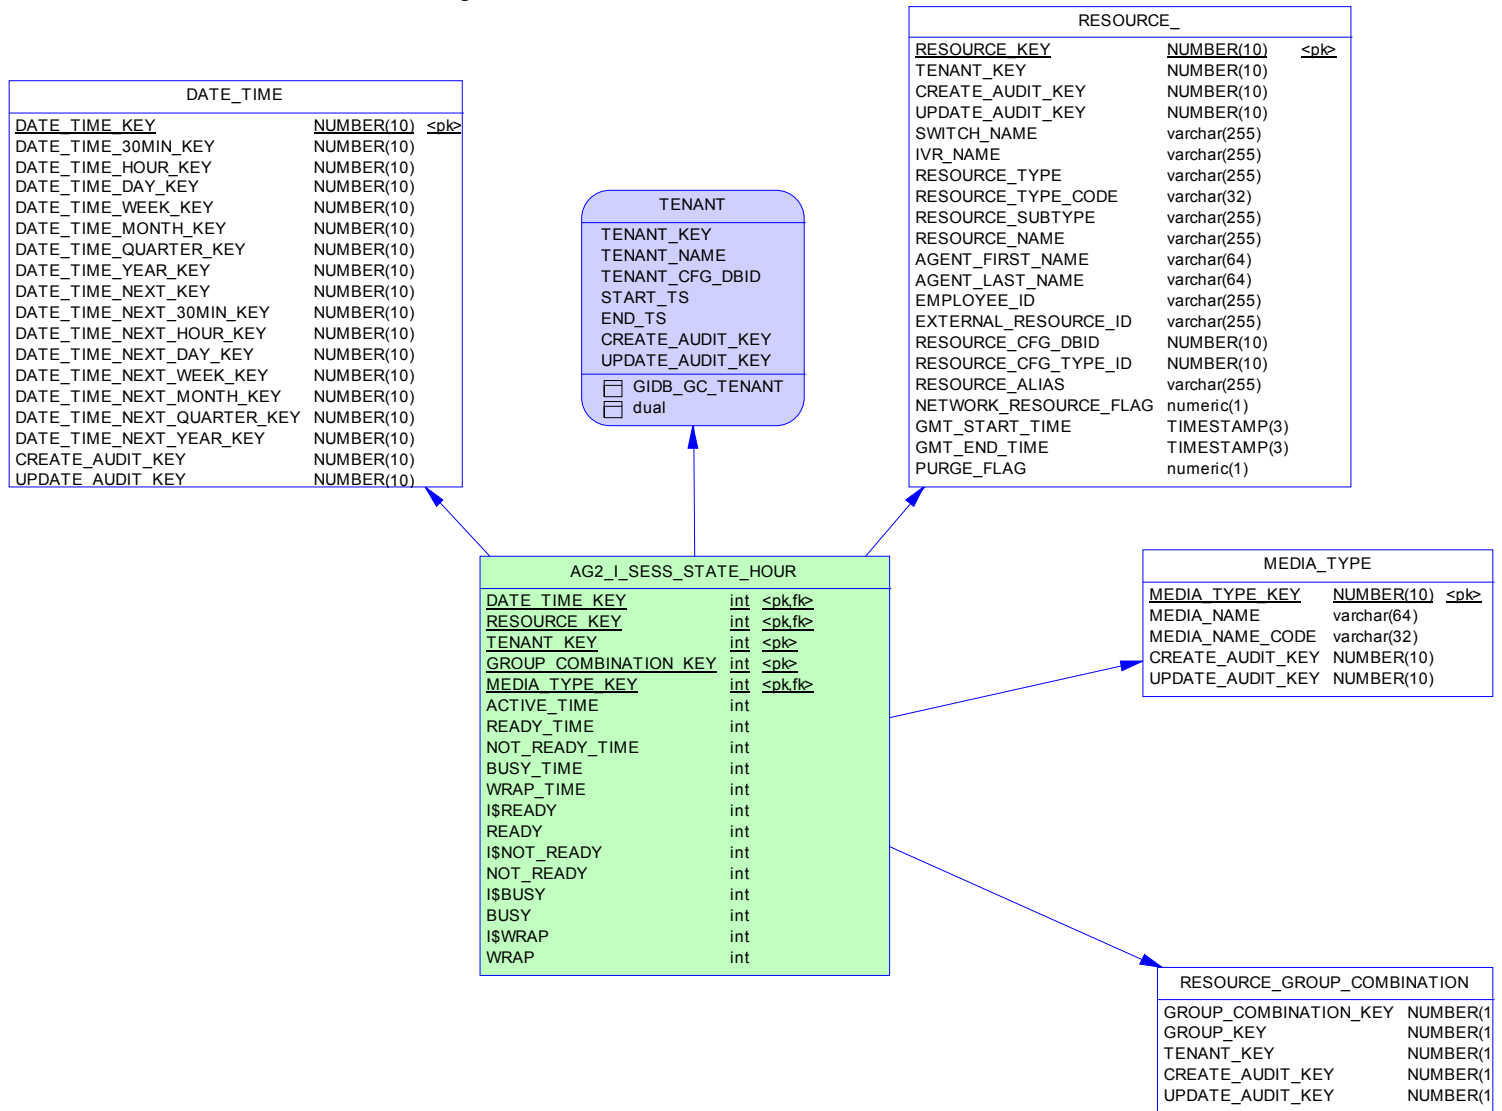 RESOURCE_
RESOURCE_KEY NUMBER(10) <pk>
TENANT_KEY NUMBER(10)
CREATE_AUDIT_KEY NUMBER(10)
UPDATE_AUDIT_KEY NUMBER(10)
SWITCH_NAME varchar(255)
IVR_NAME varchar(255)
RESOURCE_TYPE varchar(255)
RESOURCE_TYPE_CODE varchar(32)
RESOURCE_SUBTYPE varchar(255)
RESOURCE_NAME varchar(255)
AGENT_FIRST_NAME varchar(64)
AGENT_LAST_NAME varchar(64)
EMPLOYEE_ID varchar(255)
EXTERNAL_RESOURCE_ID varchar(255)
RESOURCE_CFG_DBID NUMBER(10)
RESOURCE_CFG_TYPE_ID NUMBER(10)
RESOURCE_ALIAS varchar(255)
NETWORK_RESOURCE_FLAG numeric(1)
GMT_START_TIME TIMESTAMP(3)
GMT_END_TIME TIMESTAMP(3)
PURGE_FLAG numeric(1)
DATE_TIME
DATE_TIME_KEY NUMBER(10) <pk>
DATE_TIME_30MIN_KEY NUMBER(10)
DATE_TIME_HOUR_KEY NUMBER(10)
DATE_TIME_DAY_KEY NUMBER(10)
DATE_TIME_WEEK_KEY NUMBER(10)
DATE_TIME_MONTH_KEY NUMBER(10)
DATE_TIME_QUARTER_KEY NUMBER(10)
DATE_TIME_YEAR_KEY NUMBER(10)
DATE_TIME_NEXT_KEY NUMBER(10)
DATE_TIME_NEXT_30MIN_KEY NUMBER(10)
DATE_TIME_NEXT_HOUR_KEY NUMBER(10)
DATE_TIME_NEXT_DAY_KEY NUMBER(10)
DATE_TIME_NEXT_WEEK_KEY NUMBER(10)
DATE_TIME_NEXT_MONTH_KEY NUMBER(10)
DATE_TIME_NEXT_QUARTER_KEY NUMBER(10)
DATE_TIME_NEXT_YEAR_KEY NUMBER(10)
CREATE_AUDIT_KEY NUMBER(10)
UPDATE_AUDIT_KEY NUMBER(10)
TENANT
TENANT_KEY
TENANT_NAME
TENANT_CFG_DBID
START_TS
END_TS
CREATE_AUDIT_KEY
UPDATE_AUDIT_KEY
GIDB_GC_TENANT
dual
AG2_I_SESS_STATE_HOUR
DATE_TIME_KEY int <pk,fk>
RESOURCE_KEY int <pk,fk>
TENANT_KEY int <pk>
GROUP_COMBINATION_KEY int <pk>
MEDIA_TYPE_KEY int <pk,fk>
ACTIVE_TIME int
READY_TIME int
NOT_READY_TIME int
BUSY_TIME int
WRAP_TIME int
I$READY int
READY int
I$NOT_READY int
NOT_READY int
I$BUSY int
BUSY int
I$WRAP int
WRAP int
MEDIA_TYPE
MEDIA_TYPE_KEY NUMBER(10) <pk>
MEDIA_NAME varchar(64)
MEDIA_NAME_CODE varchar(32)
CREATE_AUDIT_KEY NUMBER(10)
UPDATE_AUDIT_KEY NUMBER(10)
RESOURCE_GROUP_COMBINATION
GROUP_COMBINATION_KEY NUMBER(1
GROUP_KEY NUMBER(1
TENANT_KEY NUMBER(1
CREATE_AUDIT_KEY NUMBER(1
UPDATE_AUDIT_KEY NUMBER(1